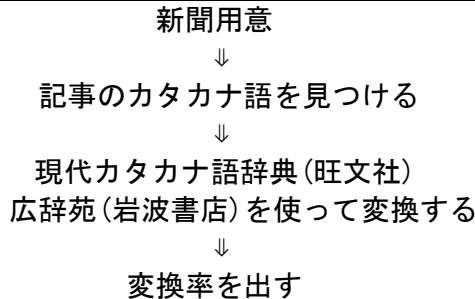 新聞用意
⇓
記事のカタカナ語を見つける
⇓
現代カタカナ語辞典(旺文社)
広辞苑(岩波書店)を使って変換する
⇓
変換率を出す